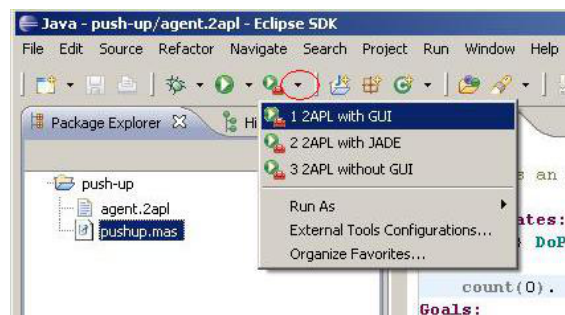 Java - push-up/agent.2apl - Eclipse SDK
File Edit Source Refactor Navigate Search Project Run Window Help
Package Explorer Hi
1 2APL with GUI
2 2APL with JADE
3 2APL without GUI
Run As
External Tools Configurations...
Organize Favorites...
push-up
agent.2apl
pushup.mas
s an
ates:
} DoP
count(0).
Goals: